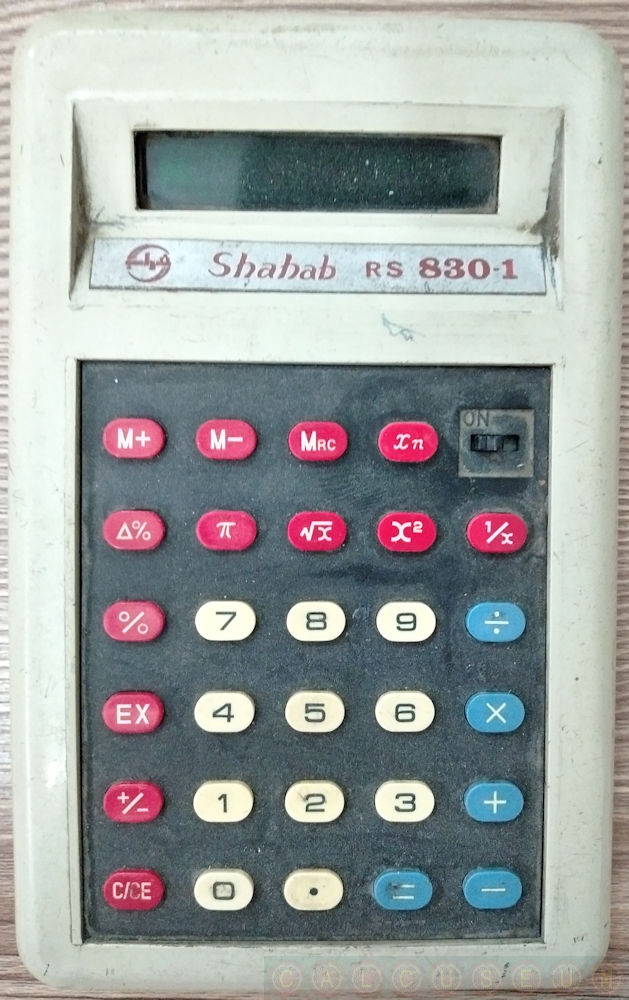 Shahab RS 830-1
M+ M− MRC xn ON
Δ% π √x x² 1/x
% 7 8 9 ÷
EX 4 5 6 ×
+/− 1 2 3 +
C/CE 0 . = −
CALCUSEUM